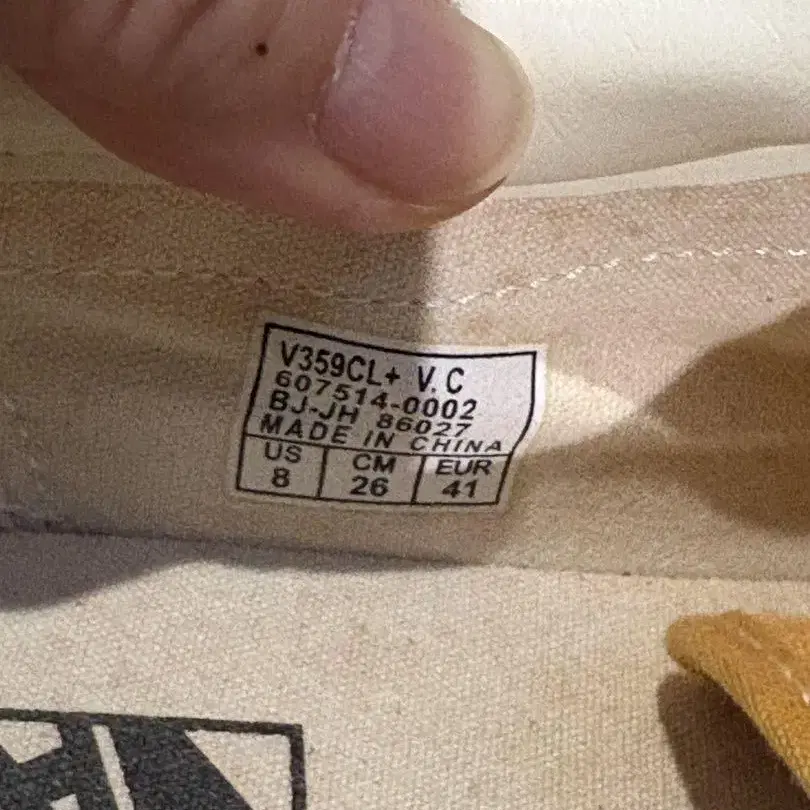 V359CL+ V.C
607514-0002
BJ-JH 86027
MADE IN CHINA
US CM EUR
8 26 41